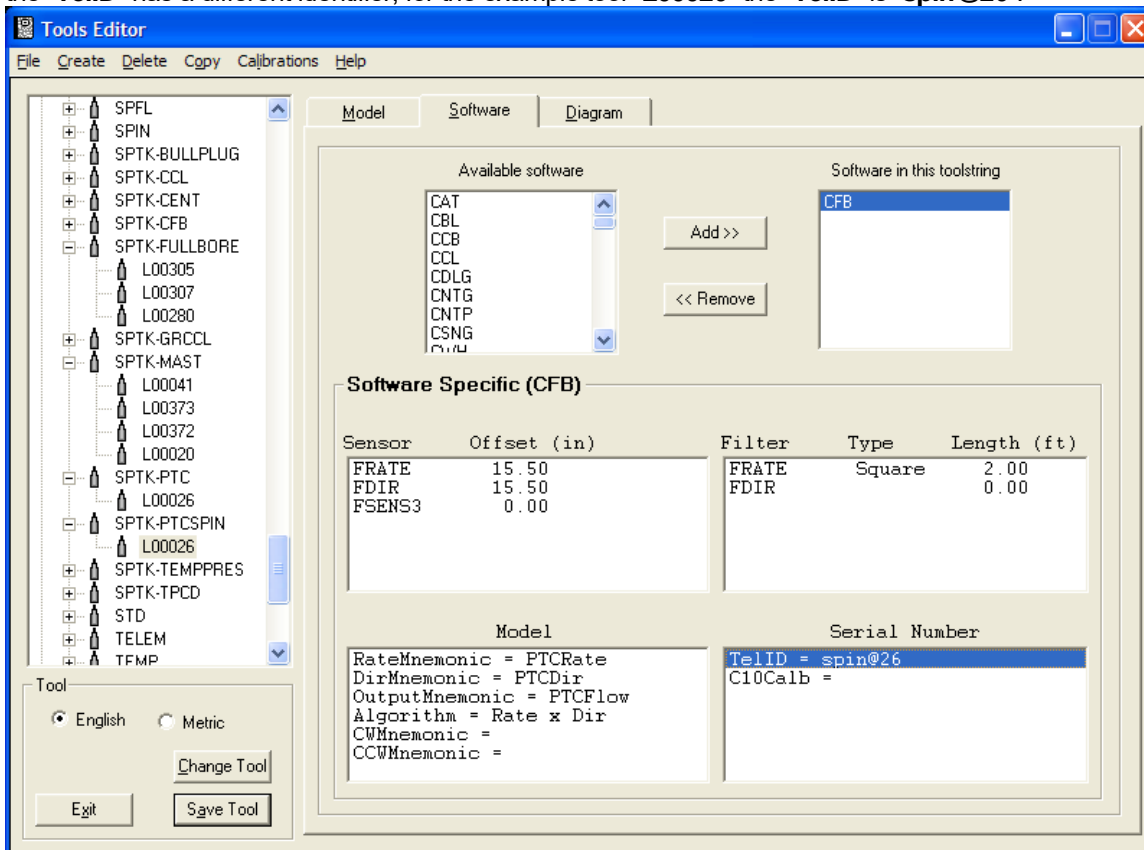 Tools Editor
File Create Delete Copy Calibrations Help
SPFL
SPIN
SPTK-BULLPLUG
SPTK-CCL
SPTK-CENT
SPTK-CFB
SPTK-FULLBORE
L00305
L00307
L00280
SPTK-GRCCL
SPTK-MAST
L00041
L00373
L00372
L00020
SPTK-PTC
L00026
SPTK-PTCSPIN
L00026
SPTK-TEMPPRES
SPTK-TPCD
STD
TELEM
TEMP
Tool
English Metric
Change Tool
Exit Save Tool
Model Software Diagram
Available software
CAT
CBL
CCB
CCL
CDLG
CNTG
CNTP
CSNG
CWH
Add >>
<< Remove
Software in this toolstring
CFB
Software Specific (CFB)
Sensor Offset (in)
FRATE 15.50
FDIR 15.50
FSENS3 0.00
Filter Type Length (ft)
FRATE Square 2.00
FDIR 0.00
Model
RateMnemonic = PTCRate
DirMnemonic = PTCDir
OutputMnemonic = PTCFlow
Algorithm = Rate x Dir
CWMnemonic =
CCWMnemonic =
Serial Number
TelID = spin@26
C10Calb =